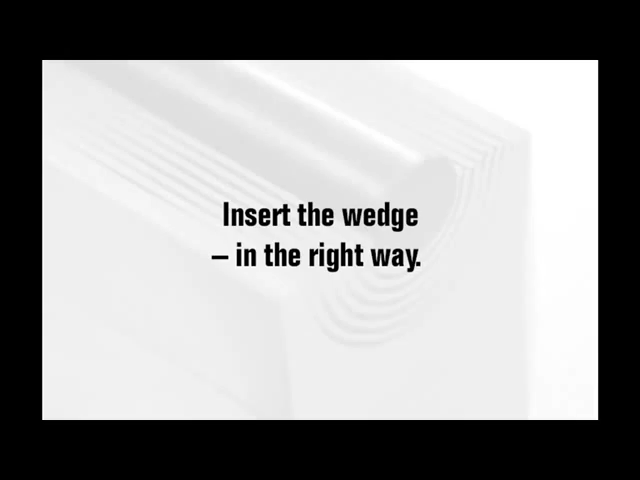 Insert the wedge
– in the right way.